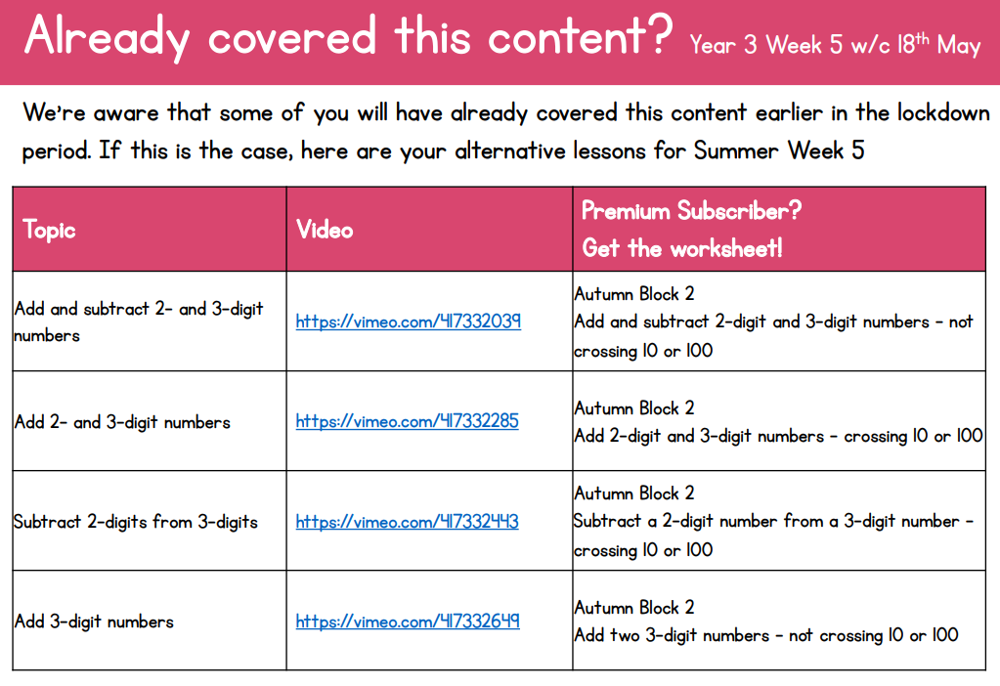 Already covered this content? Year 3 Week 5 w/c 18th May
We're aware that some of you will have already covered this content earlier in the lockdown
period. If this is the case, here are your alternative lessons for Summer Week 5
Topic
Video
Premium Subscriber?
Get the worksheet!
Add and subtract 2- and 3-digit
numbers
https://vimeo.com/417332039
Autumn Block 2
Add and subtract 2-digit and 3-digit numbers - not
crossing 10 or 100
Add 2- and 3-digit numbers
https://vimeo.com/417332285
Autumn Block 2
Add 2-digit and 3-digit numbers - crossing 10 or 100
Subtract 2-digits from 3-digits
https://vimeo.com/417332443
Autumn Block 2
Subtract a 2-digit number from a 3-digit number -
crossing 10 or 100
Add 3-digit numbers
https://vimeo.com/417332649
Autumn Block 2
Add two 3-digit numbers - not crossing 10 or 100